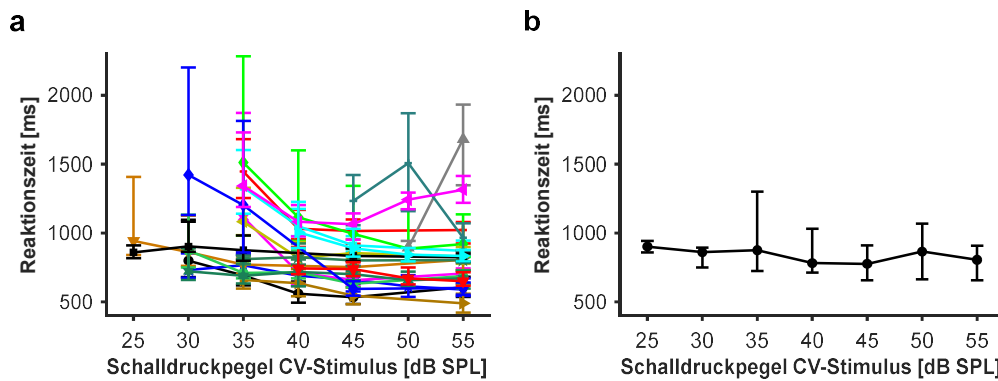 a
2000
1500
1000
500
Reaktionszeit [ms]
25 30 35 40 45 50 55
Schalldruckpegel CV-Stimulus [dB SPL]
b
2000
1500
1000
500
Reaktionszeit [ms]
25 30 35 40 45 50 55
Schalldruckpegel CV-Stimulus [dB SPL]